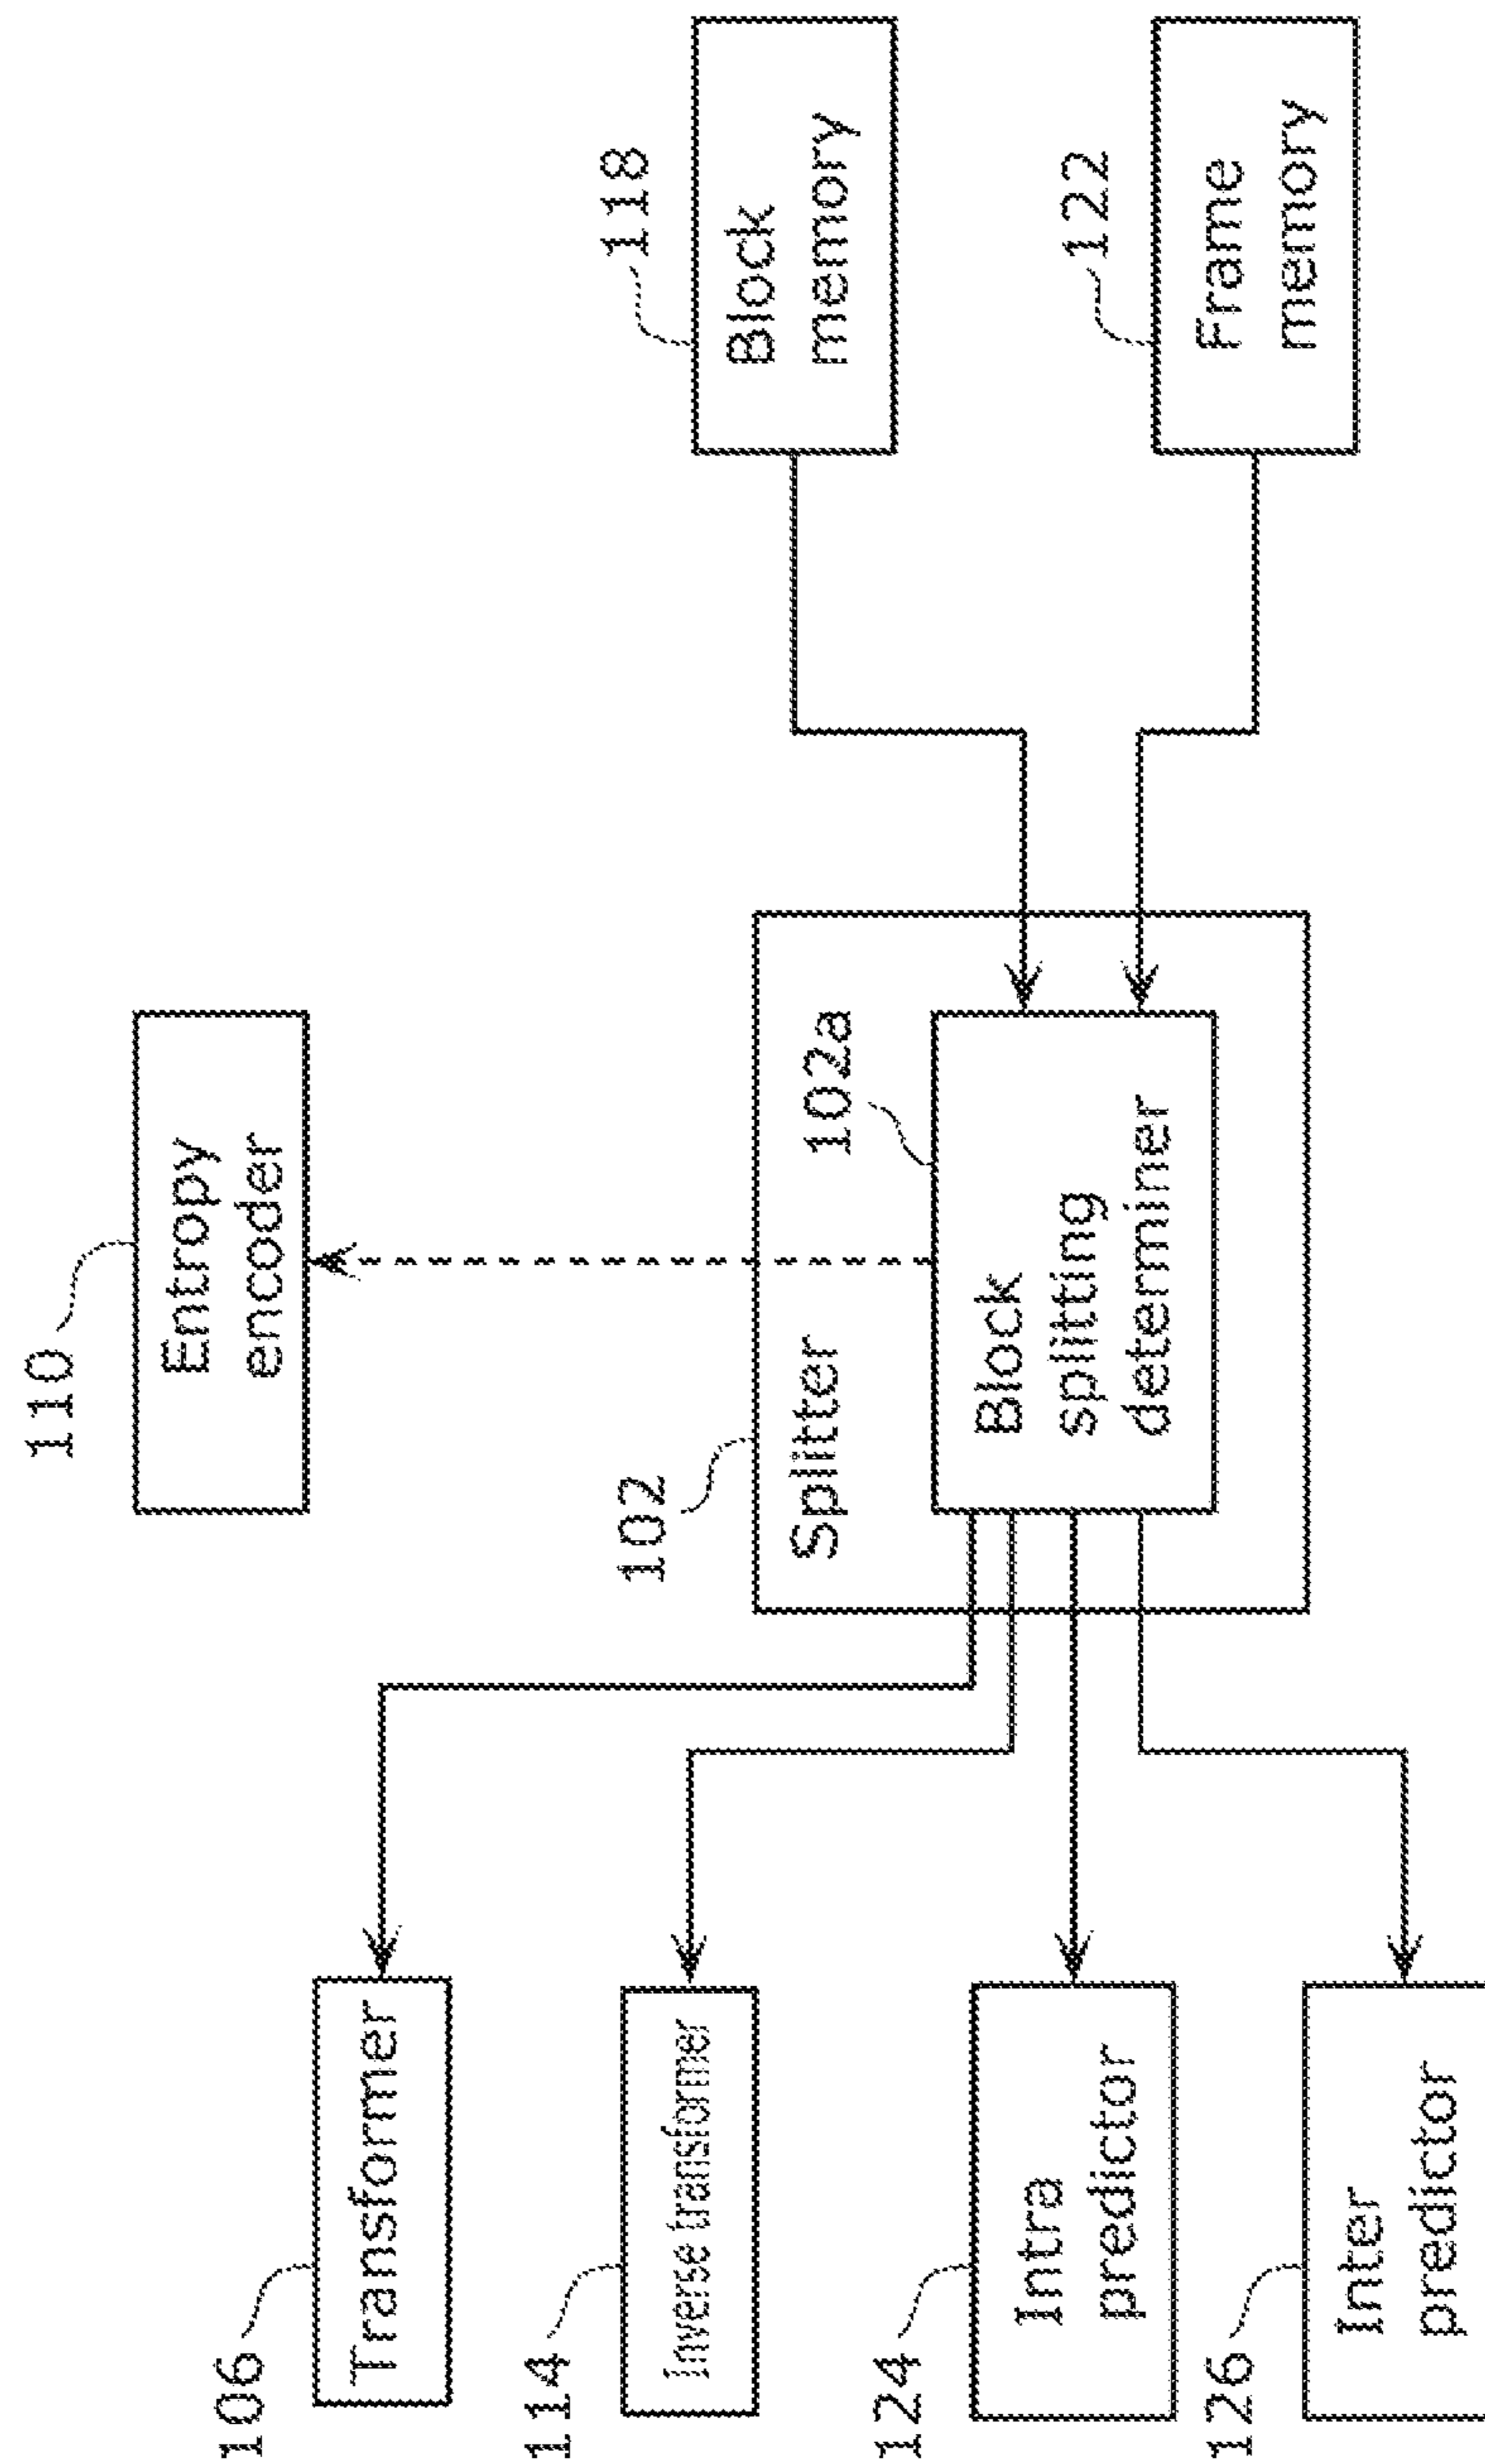 110
Entropy
encoder
118
Block
memory
122
Frame
memory
102
Splitter
102a
Block
splitting
determiner
106
Transformer
114
Inverse transformer
124
Intra
predictor
126
Inter
predictor